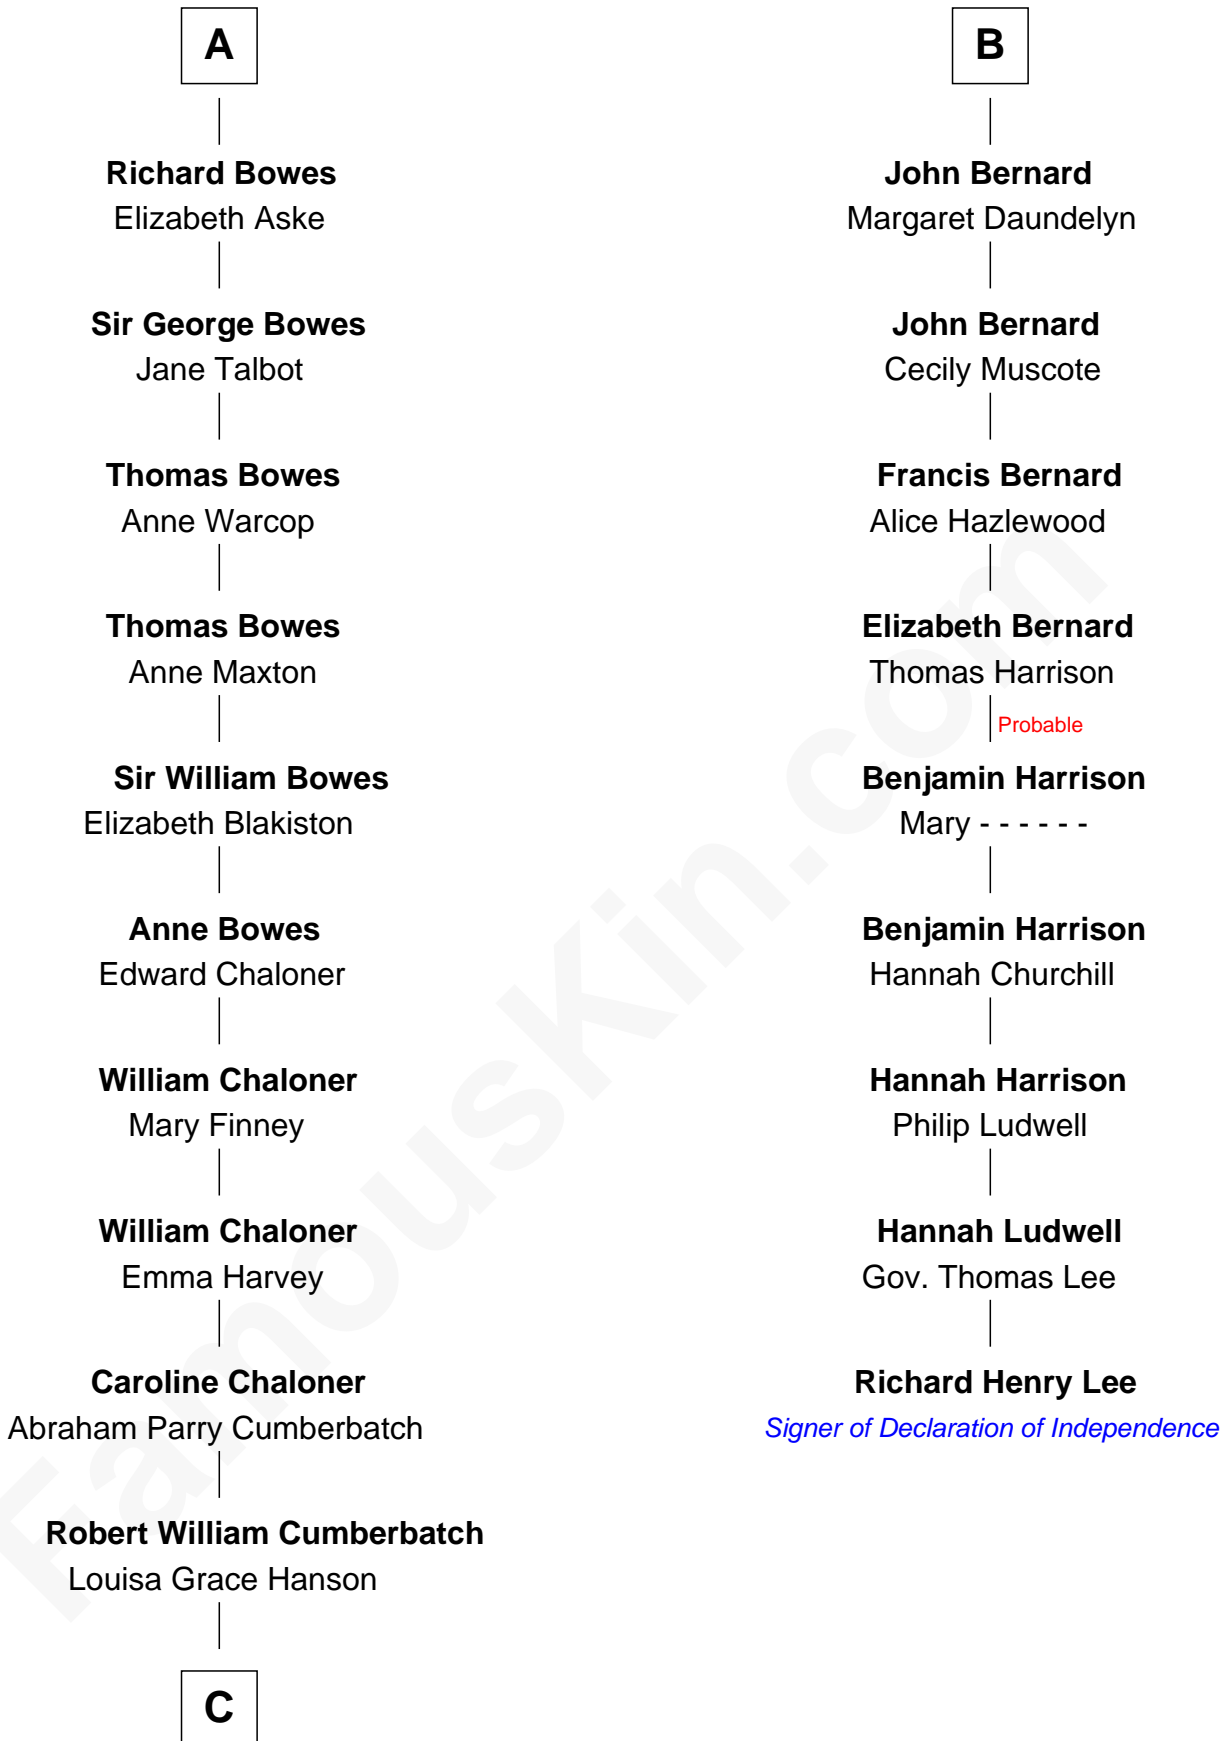 A
Richard Bowes
Elizabeth Aske
Sir George Bowes
Jane Talbot
Thomas Bowes
Anne Warcop
Thomas Bowes
Anne Maxton
Sir William Bowes
Elizabeth Blakiston
Anne Bowes
Edward Chaloner
William Chaloner
Mary Finney
William Chaloner
Emma Harvey
Caroline Chaloner
Abraham Parry Cumberbatch
Robert William Cumberbatch
Louisa Grace Hanson
C
B
John Bernard
Margaret Daundelyn
John Bernard
Cecily Muscote
Francis Bernard
Alice Hazlewood
Elizabeth Bernard
Thomas Harrison
Probable
Benjamin Harrison
Mary - - - - - -
Benjamin Harrison
Hannah Churchill
Hannah Harrison
Philip Ludwell
Hannah Ludwell
Gov. Thomas Lee
Richard Henry Lee
Signer of Declaration of Independence
FamousKin.com